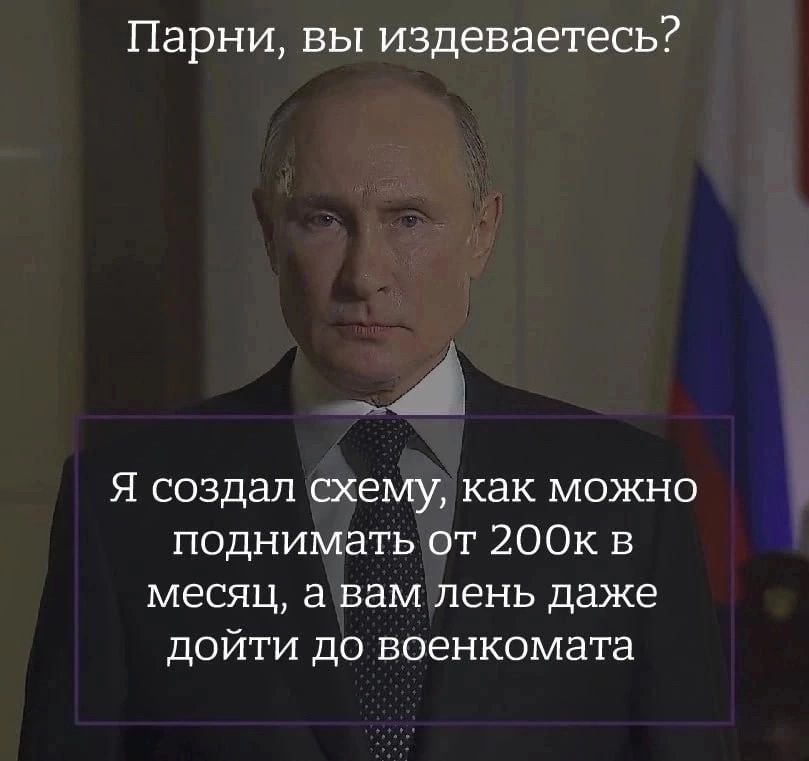 Парни, вы издеваетесь?
Я создал схему, как можно
поднимать от 200к в
месяц, а вам лень даже
дойти до военкомата